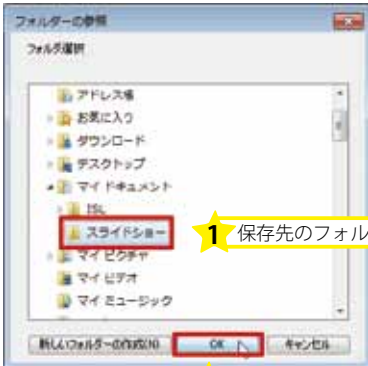 フォルダーの参照
フォルダ選択
アドレス帳
お気に入り
ダウンロード
デスクトップ
マイ ドキュメント
ISL
スライドショー
1 保存先のフォル
マイ ピクチャ
マイ ビデオ
マイ ミュージック
新しいフォルダーの作成(N) OK キャンセル